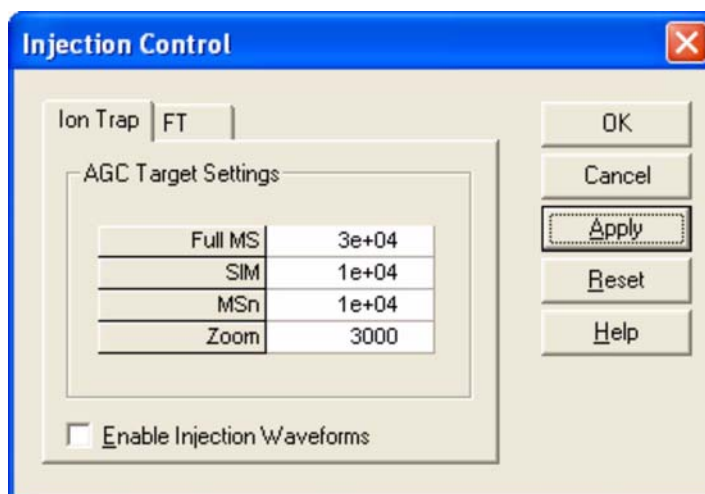 Injection Control
Ion Trap FT
AGC Target Settings
Full MS 3e+04
SIM 1e+04
MSn 1e+04
Zoom 3000
Enable Injection Waveforms
OK
Cancel
Apply
Reset
Help